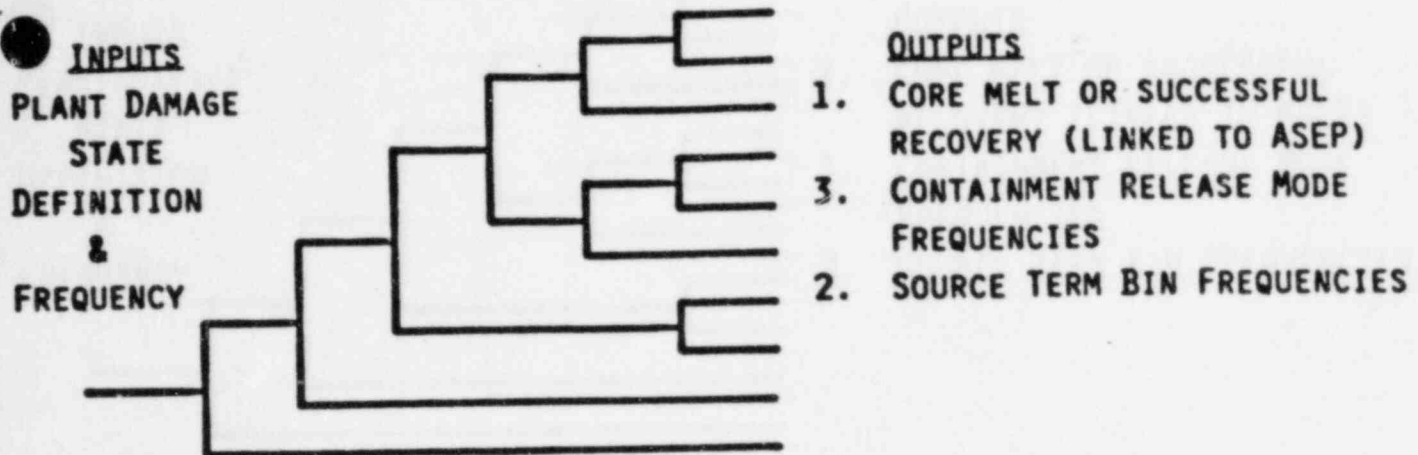 INPUTS
PLANT DAMAGE
STATE
DEFINITION
&
FREQUENCY
OUTPUTS
1. CORE MELT OR SUCCESSFUL
RECOVERY (LINKED TO ASEP)
3. CONTAINMENT RELEASE MODE
FREQUENCIES
2. SOURCE TERM BIN FREQUENCIES